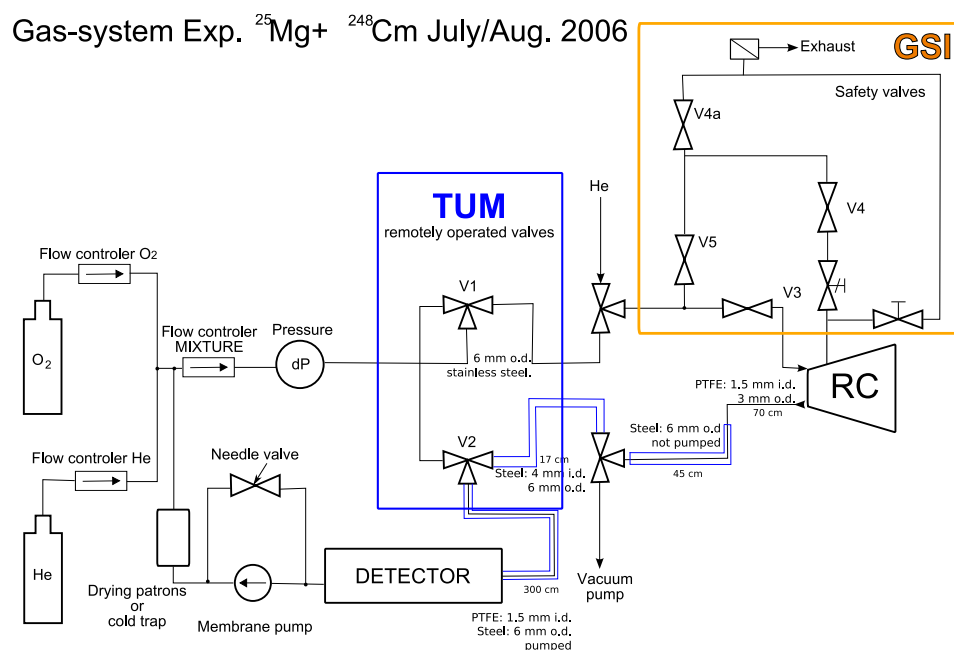 Gas-system Exp. ²⁵Mg+ ²⁴⁸Cm July/Aug. 2006
GSI
Exhaust
Safety valves
V4a
V4
V5
V3
He
TUM
remotely operated valves
V1
6 mm o.d.
stainless steel.
Flow controler O₂
O₂
Flow controler
MIXTURE
Pressure
dP
RC
PTFE: 1.5 mm i.d.
3 mm o.d.
70 cm
Steel: 6 mm o.d
not pumped
45 cm
V2
17 cm
Steel: 4 mm i.d.
6 mm o.d.
Flow controler He
He
Needle valve
Drying patrons
or
cold trap
Membrane pump
DETECTOR
300 cm
PTFE: 1.5 mm i.d.
Steel: 6 mm o.d.
pumped
Vacuum
pump